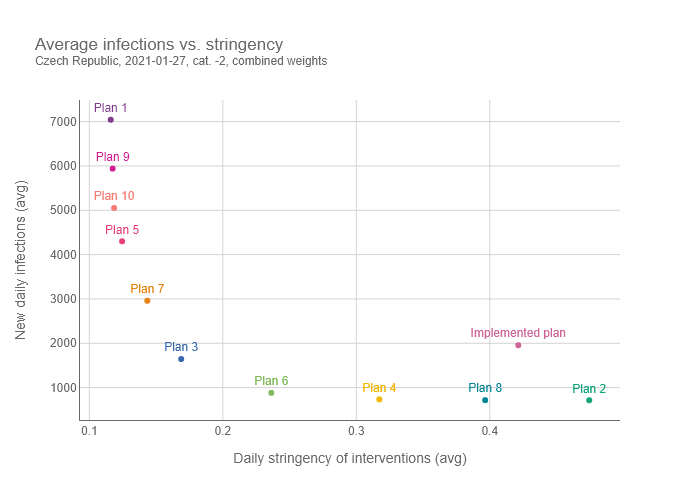 Average infections vs. stringency
Czech Republic, 2021-01-27, cat. -2, combined weights
New daily infections (avg)
7000
6000
5000
4000
3000
2000
1000
Plan 1
Plan 9
Plan 10
Plan 5
Plan 7
Plan 3
Implemented plan
Plan 6
Plan 4
Plan 8
Plan 2
0.1
0.2
0.3
0.4
Daily stringency of interventions (avg)